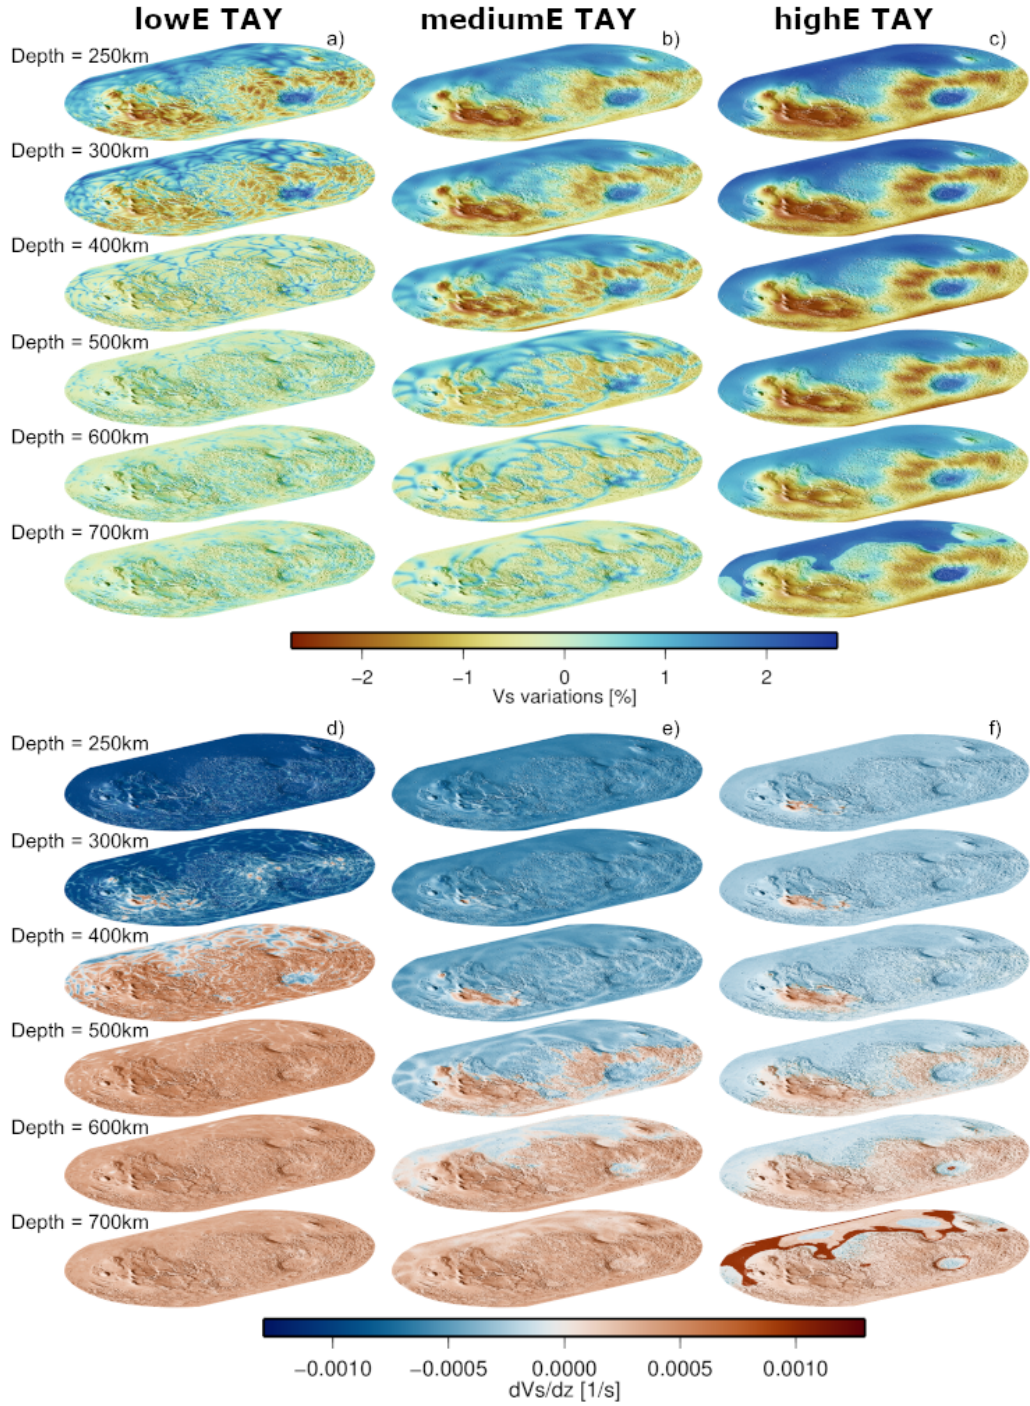 lowE TAY mediumE TAY highE TAY
a) b) c)
Depth = 250km
Depth = 300km
Depth = 400km
Depth = 500km
Depth = 600km
Depth = 700km
−2 −1 0 1 2
Vs variations [%]
d) e) f)
Depth = 250km
Depth = 300km
Depth = 400km
Depth = 500km
Depth = 600km
Depth = 700km
−0.0010 −0.0005 0.0000 0.0005 0.0010
dVs/dz [1/s]